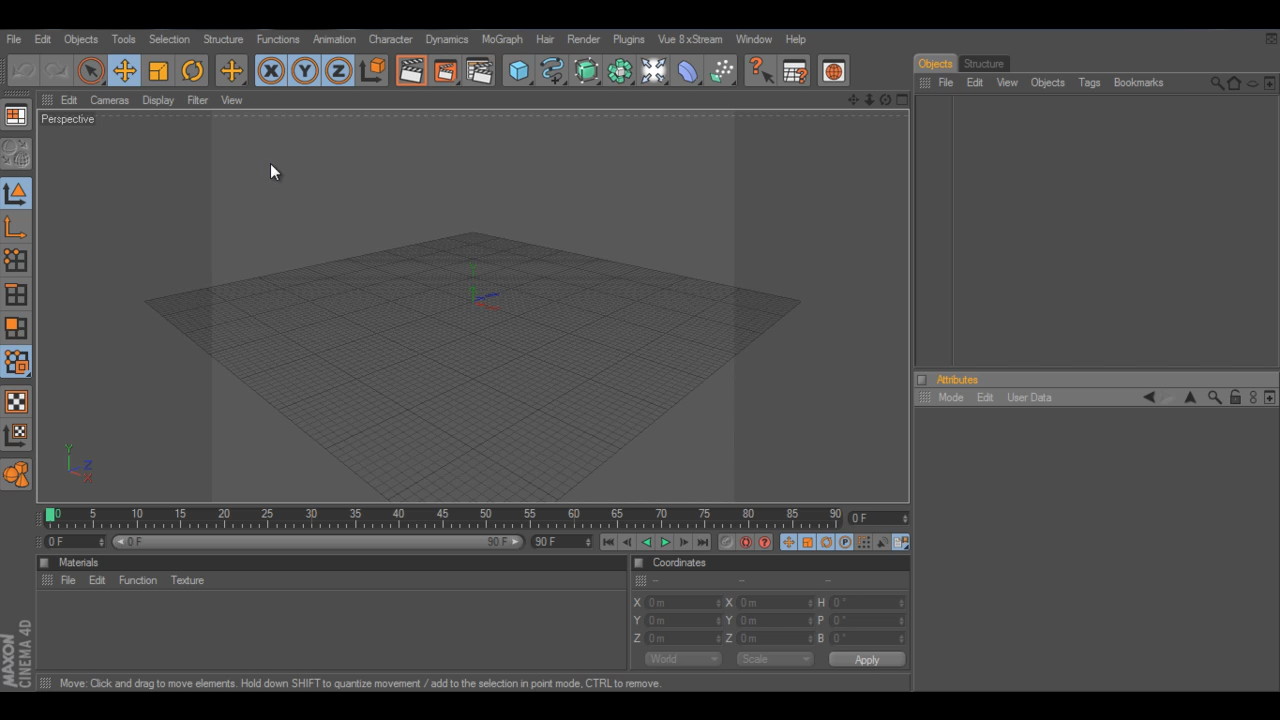 File Edit Objects Tools Selection Structure Functions Animation Character Dynamics MoGraph Hair Render Plugins Vue 8 xStream Window Help
X Y Z
Objects Structure
File Edit View Objects Tags Bookmarks
Edit Cameras Display Filter View
Perspective
Y
Z
X
Attributes
Mode Edit User Data
0 5 10 15 20 25 30 35 40 45 50 55 60 65 70 75 80 85 90 0 F
0 F 0 F 90 F 90 F
Materials
File Edit Function Texture
Coordinates
-- -- --
X 0 m X 0 m H 0 °
Y 0 m Y 0 m P 0 °
Z 0 m Z 0 m B 0 °
World Scale Apply
MAXON
CINEMA 4D
Move: Click and drag to move elements. Hold down SHIFT to quantize movement / add to the selection in point mode, CTRL to remove.